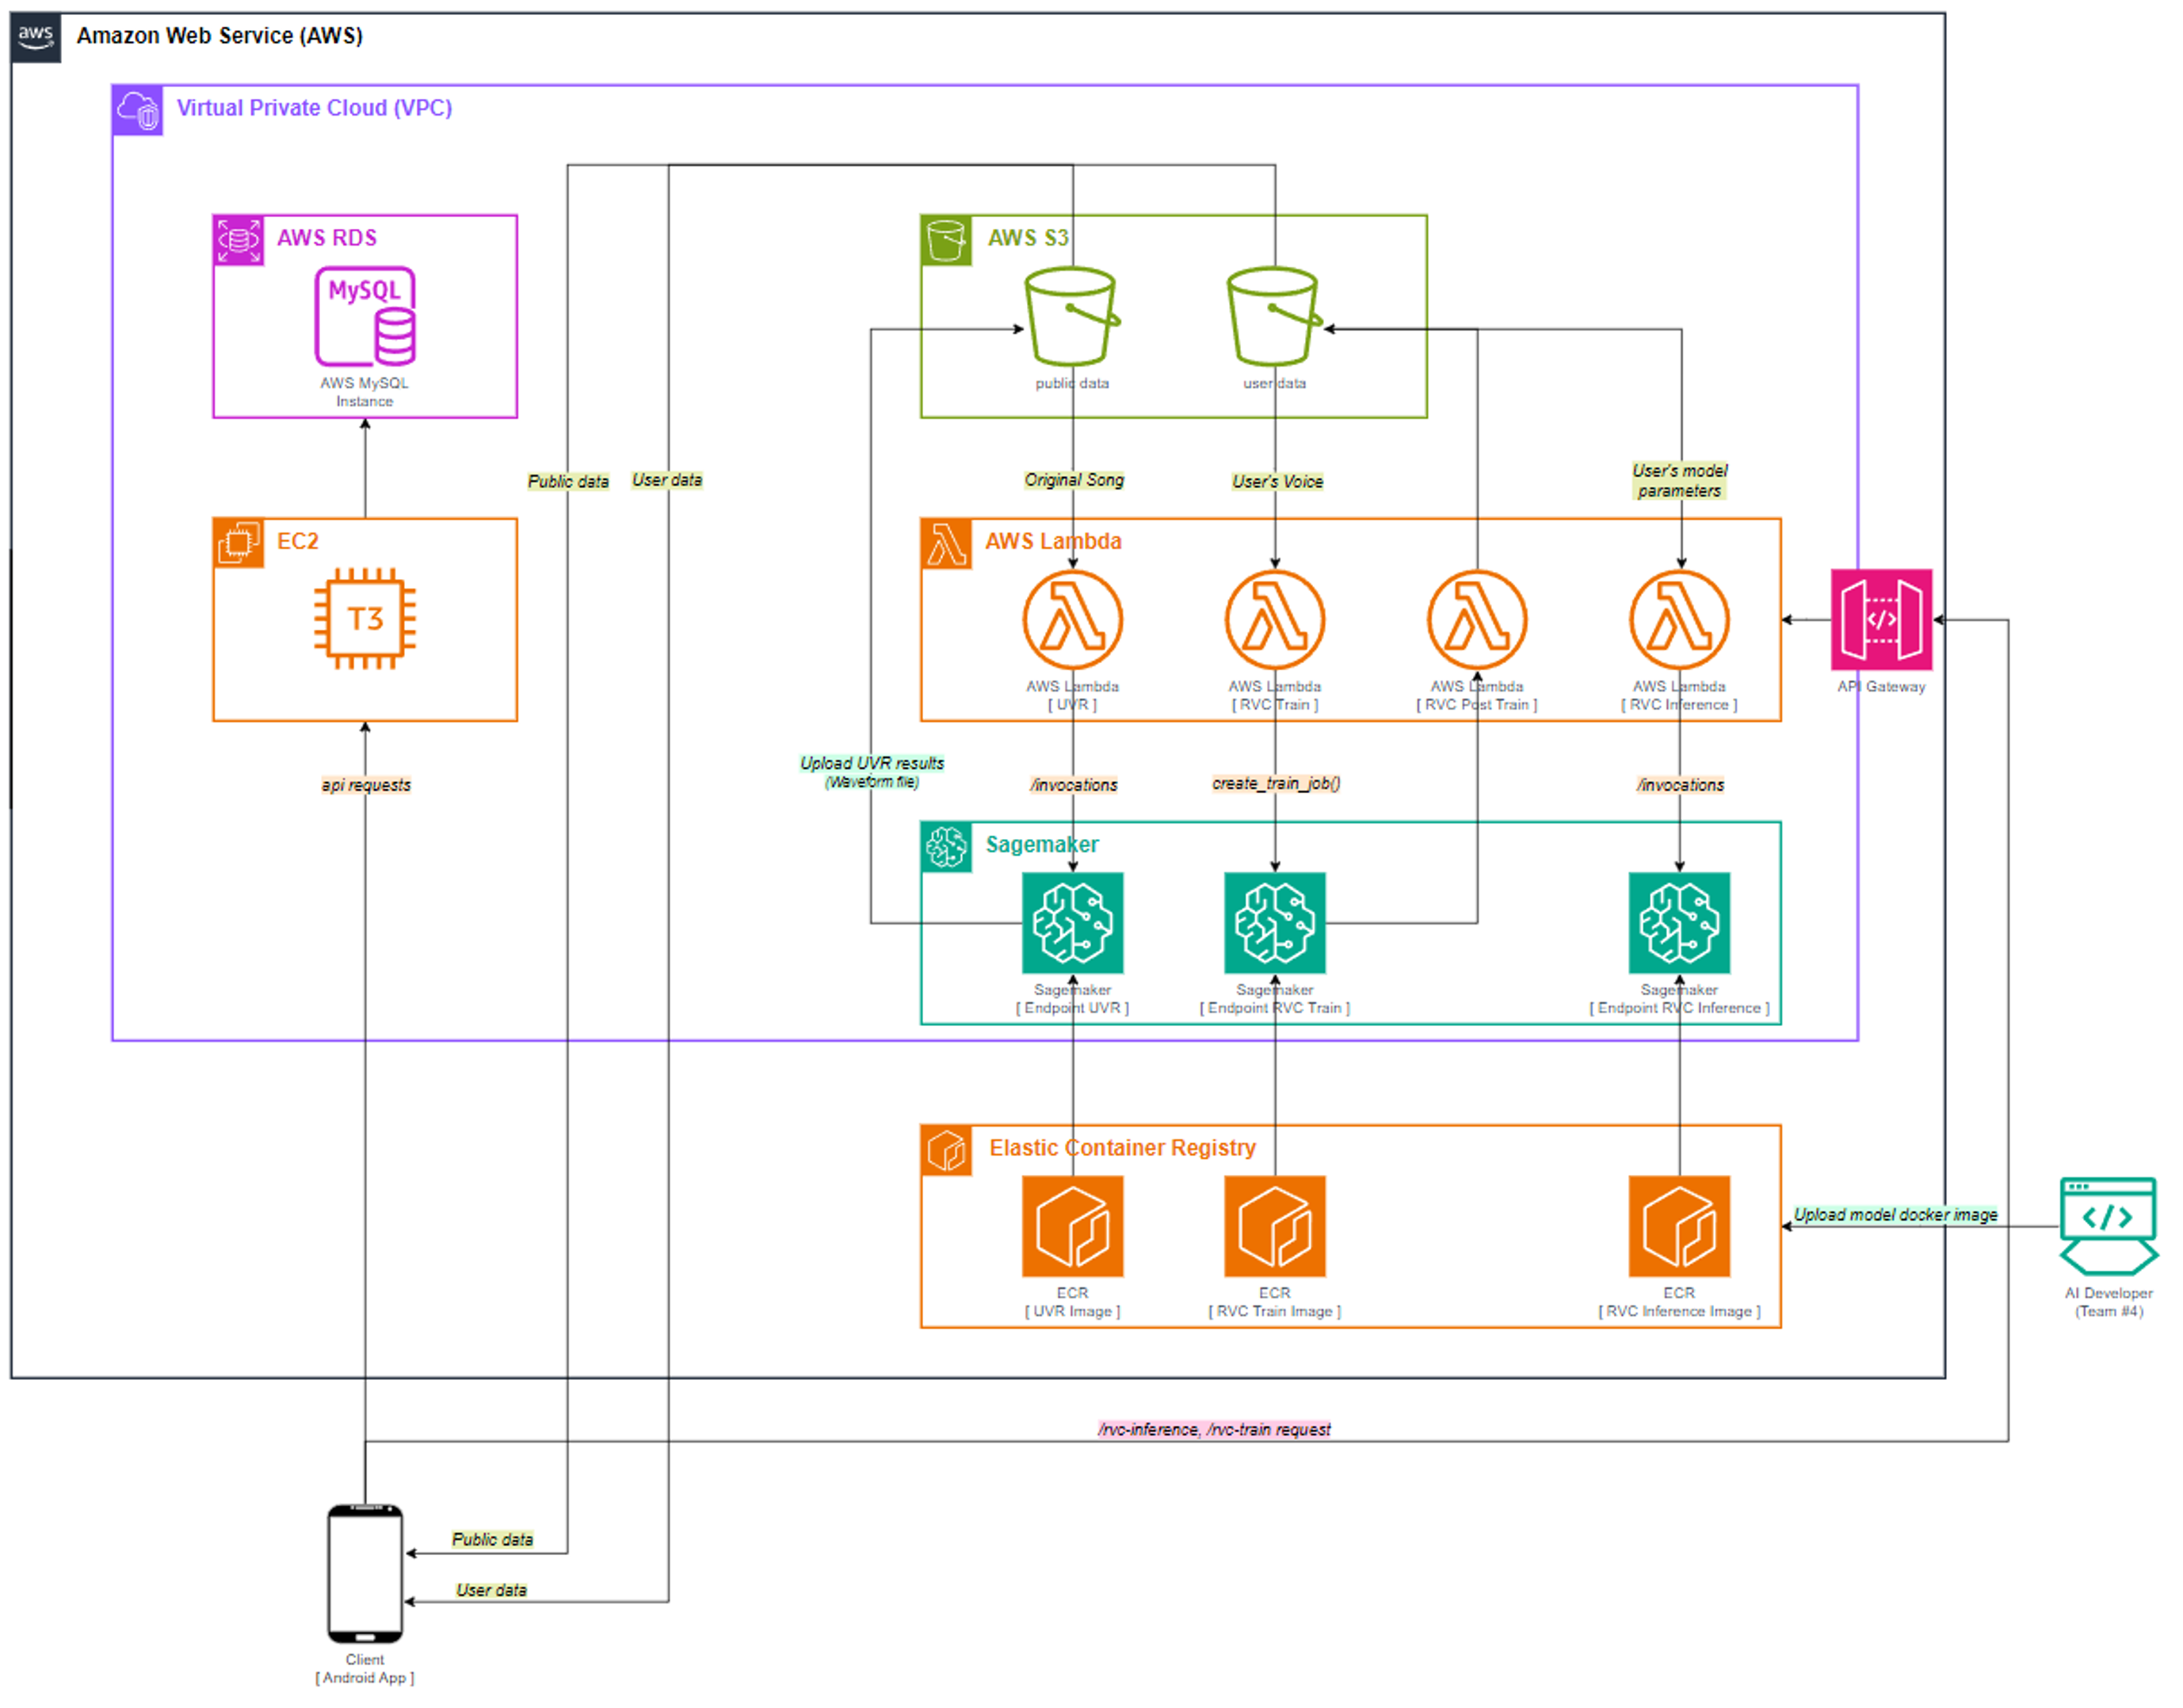 aws
Amazon Web Service (AWS)
Virtual Private Cloud (VPC)
AWS RDS
MySQL
AWS MySQL
Instance
AWS S3
public data
user data
Public data
User data
Original Song
User's Voice
User's model
parameters
EC2
T3
AWS Lambda
AWS Lambda
[ UVR ]
AWS Lambda
[ RVC Train ]
AWS Lambda
[ RVC Post Train ]
AWS Lambda
[ RVC Inference ]
</>
API Gateway
api requests
Upload UVR results
(Waveform file)
/invocations
create_train_job()
/invocations
Sagemaker
Sagemaker
[ Endpoint UVR ]
Sagemaker
[ Endpoint RVC Train ]
Sagemaker
[ Endpoint RVC Inference ]
Elastic Container Registry
ECR
[ UVR Image ]
ECR
[ RVC Train Image ]
ECR
[ RVC Inference Image ]
Upload model docker image
</>
AI Developer
(Team #4)
/rvc-inference, /rvc-train request
Public data
User data
Client
[ Android App ]